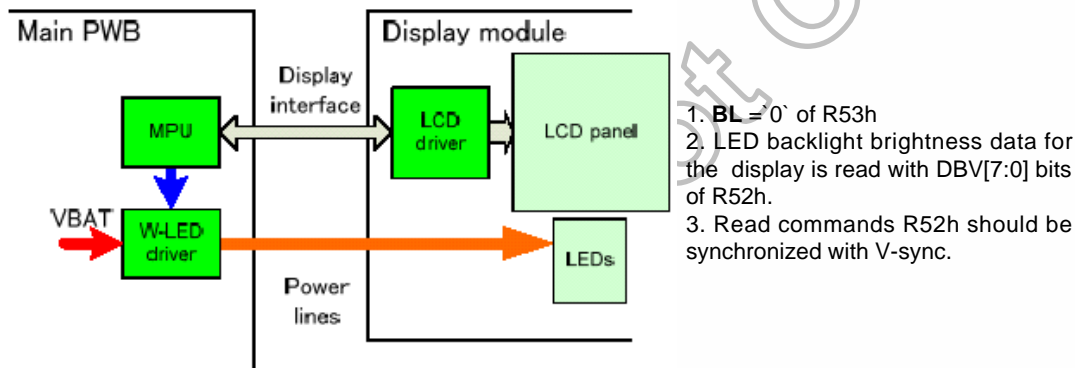 Main PWB
Display module
Display
interface
MPU
LCD
driver
LCD panel
VBAT
W-LED
driver
LEDs
Power
lines
1. BL =`0` of R53h
2. LED backlight brightness data for
the display is read with DBV[7:0] bits
of R52h.
3. Read commands R52h should be
synchronized with V-sync.